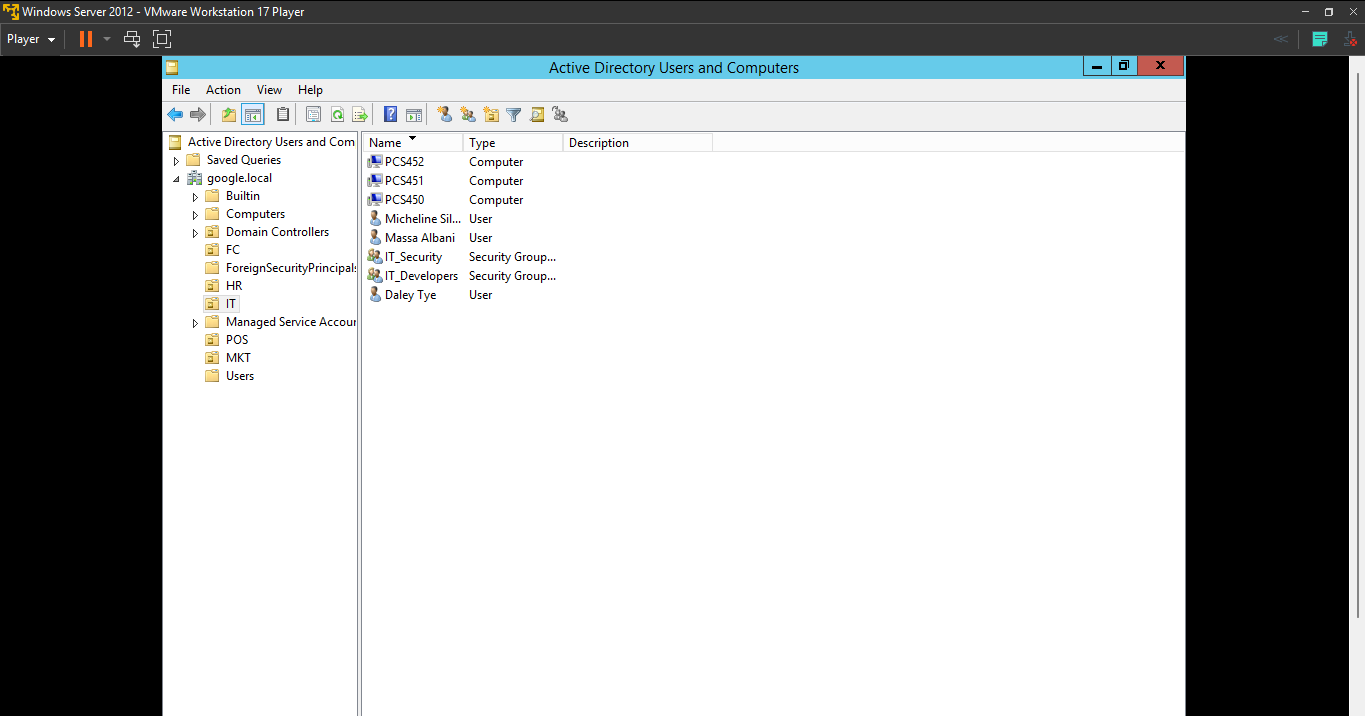 Windows Server 2012 - VMware Workstation 17 Player
Player
Active Directory Users and Computers
File Action View Help
Active Directory Users and Com
Saved Queries
google.local
Builtin
Computers
Domain Controllers
FC
ForeignSecurityPrincipals
HR
IT
Managed Service Accour
POS
MKT
Users
Name Type Description
PCS452 Computer
PCS451 Computer
PCS450 Computer
Micheline Sil... User
Massa Albani User
IT_Security Security Group...
IT_Developers Security Group...
Daley Tye User